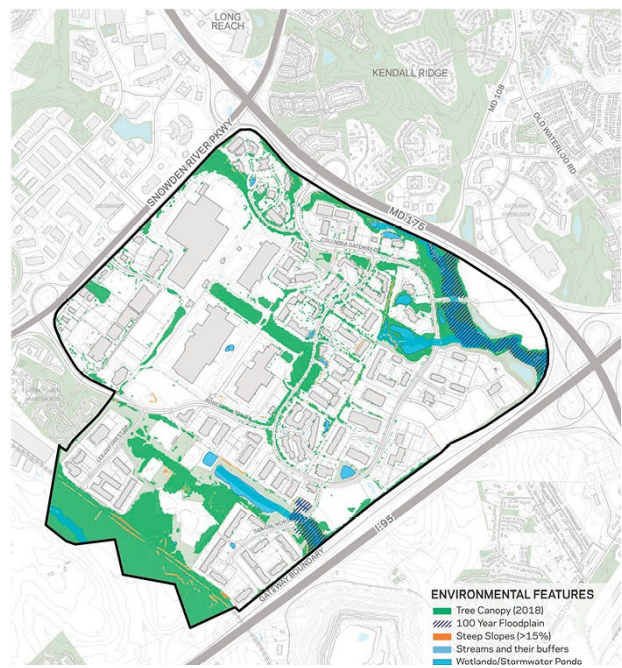 LONG
REACH
KENDALL RIDGE
MD 108
OLD WATERLOO RD
SNOWDEN RIVER PKWY
MD 175
GATEWAY
OVERLOOK
COLUMBIA GATEWAY DR
GATEWAY BOUNDARY
I-95
ENVIRONMENTAL FEATURES
Tree Canopy (2018)
100 Year Floodplain
Steep Slopes (>15%)
Streams and their buffers
Wetlands/Stormwater Ponds